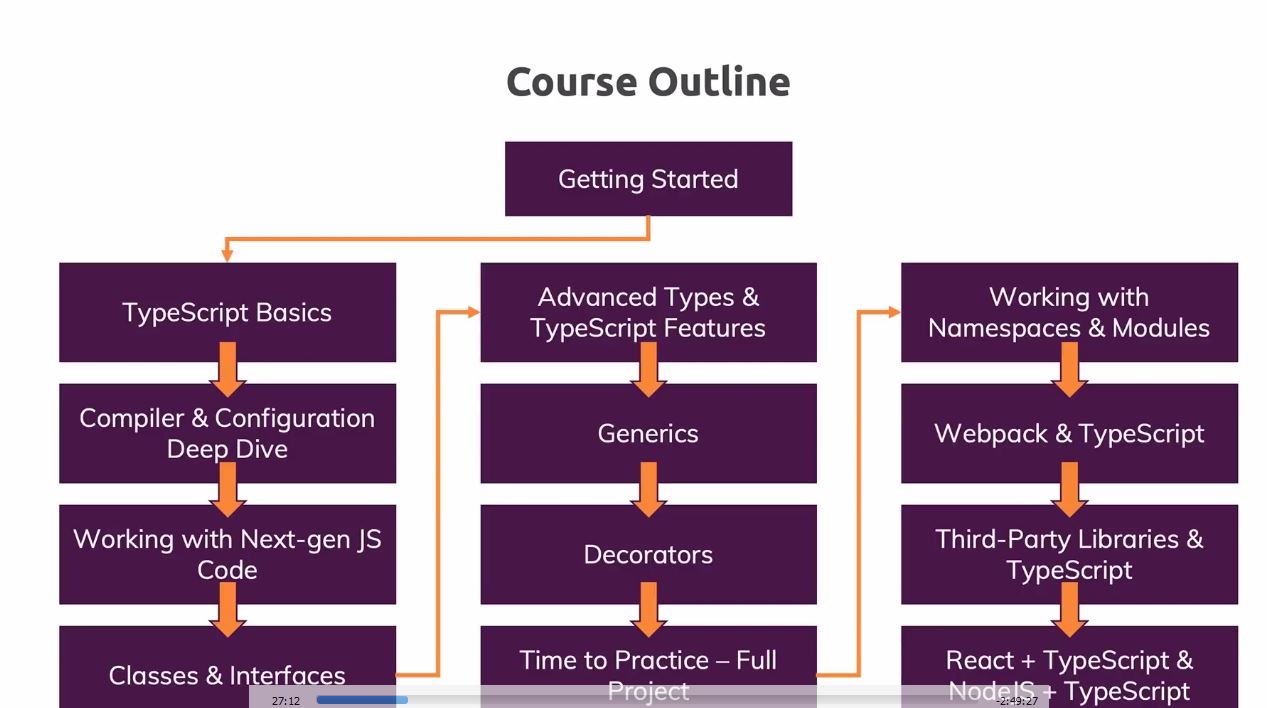 Course Outline
Getting Started
TypeScript Basics
Compiler & Configuration
Deep Dive
Working with Next-gen JS
Code
Classes & Interfaces
Advanced Types &
TypeScript Features
Generics
Decorators
Time to Practice – Full
Project
Working with
Namespaces & Modules
Webpack & TypeScript
Third-Party Libraries &
TypeScript
React + TypeScript &
NodeJS + TypeScript
27:12
-2:49:27